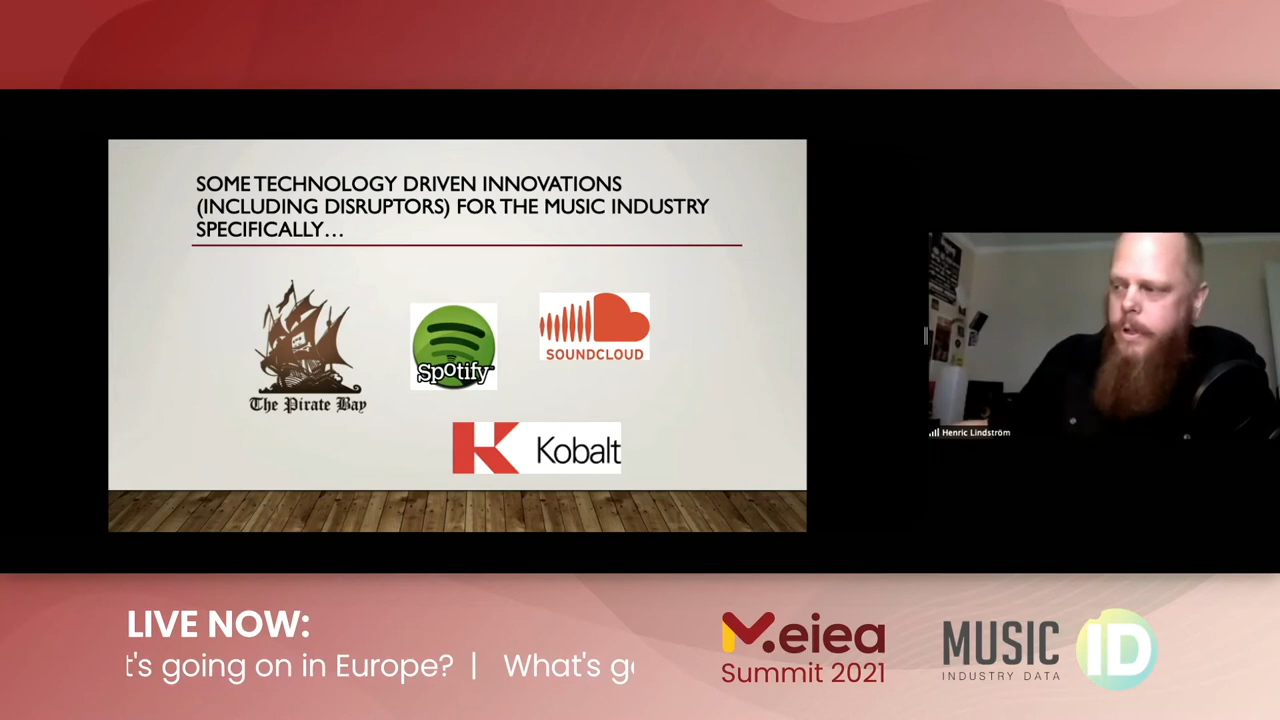 SOME TECHNOLOGY DRIVEN INNOVATIONS
(INCLUDING DISRUPTORS) FOR THE MUSIC INDUSTRY
SPECIFICALLY...
The Pirate Bay
Spotify
SOUNDCLOUD
Kobalt
Henric Lindström
LIVE NOW:
t's going on in Europe? | What's go
.eiea
Summit 2021
MUSIC ID
INDUSTRY DATA